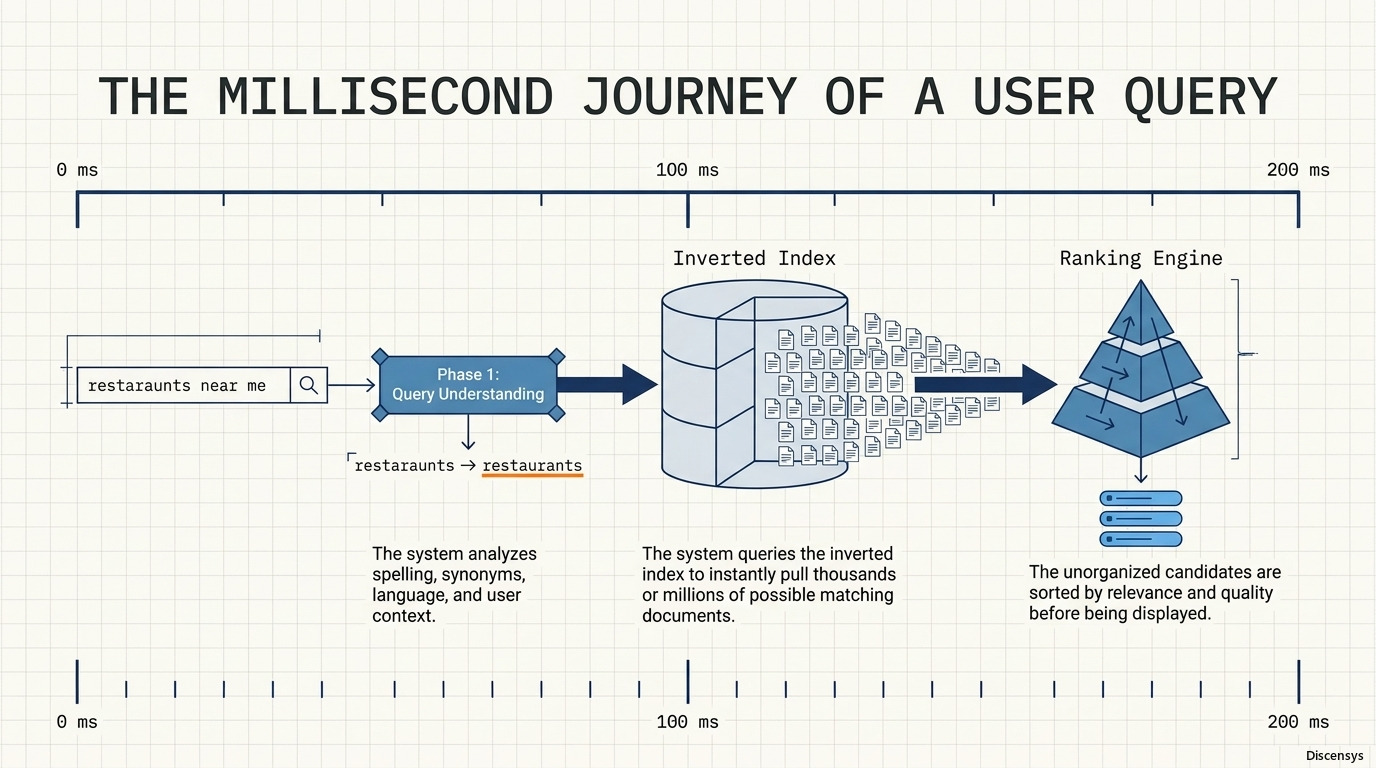 THE MILLISECOND JOURNEY OF A USER QUERY
0 ms
100 ms
200 ms
Inverted Index
Ranking Engine
restaraunts near me
Phase 1:
Query Understanding
restaraunts → restaurants
The system analyzes
spelling, synonyms,
language, and user
context.
The system queries the inverted
index to instantly pull thousands
or millions of possible matching
documents.
The unorganized candidates are
sorted by relevance and quality
before being displayed.
0 ms
100 ms
200 ms
Discensys